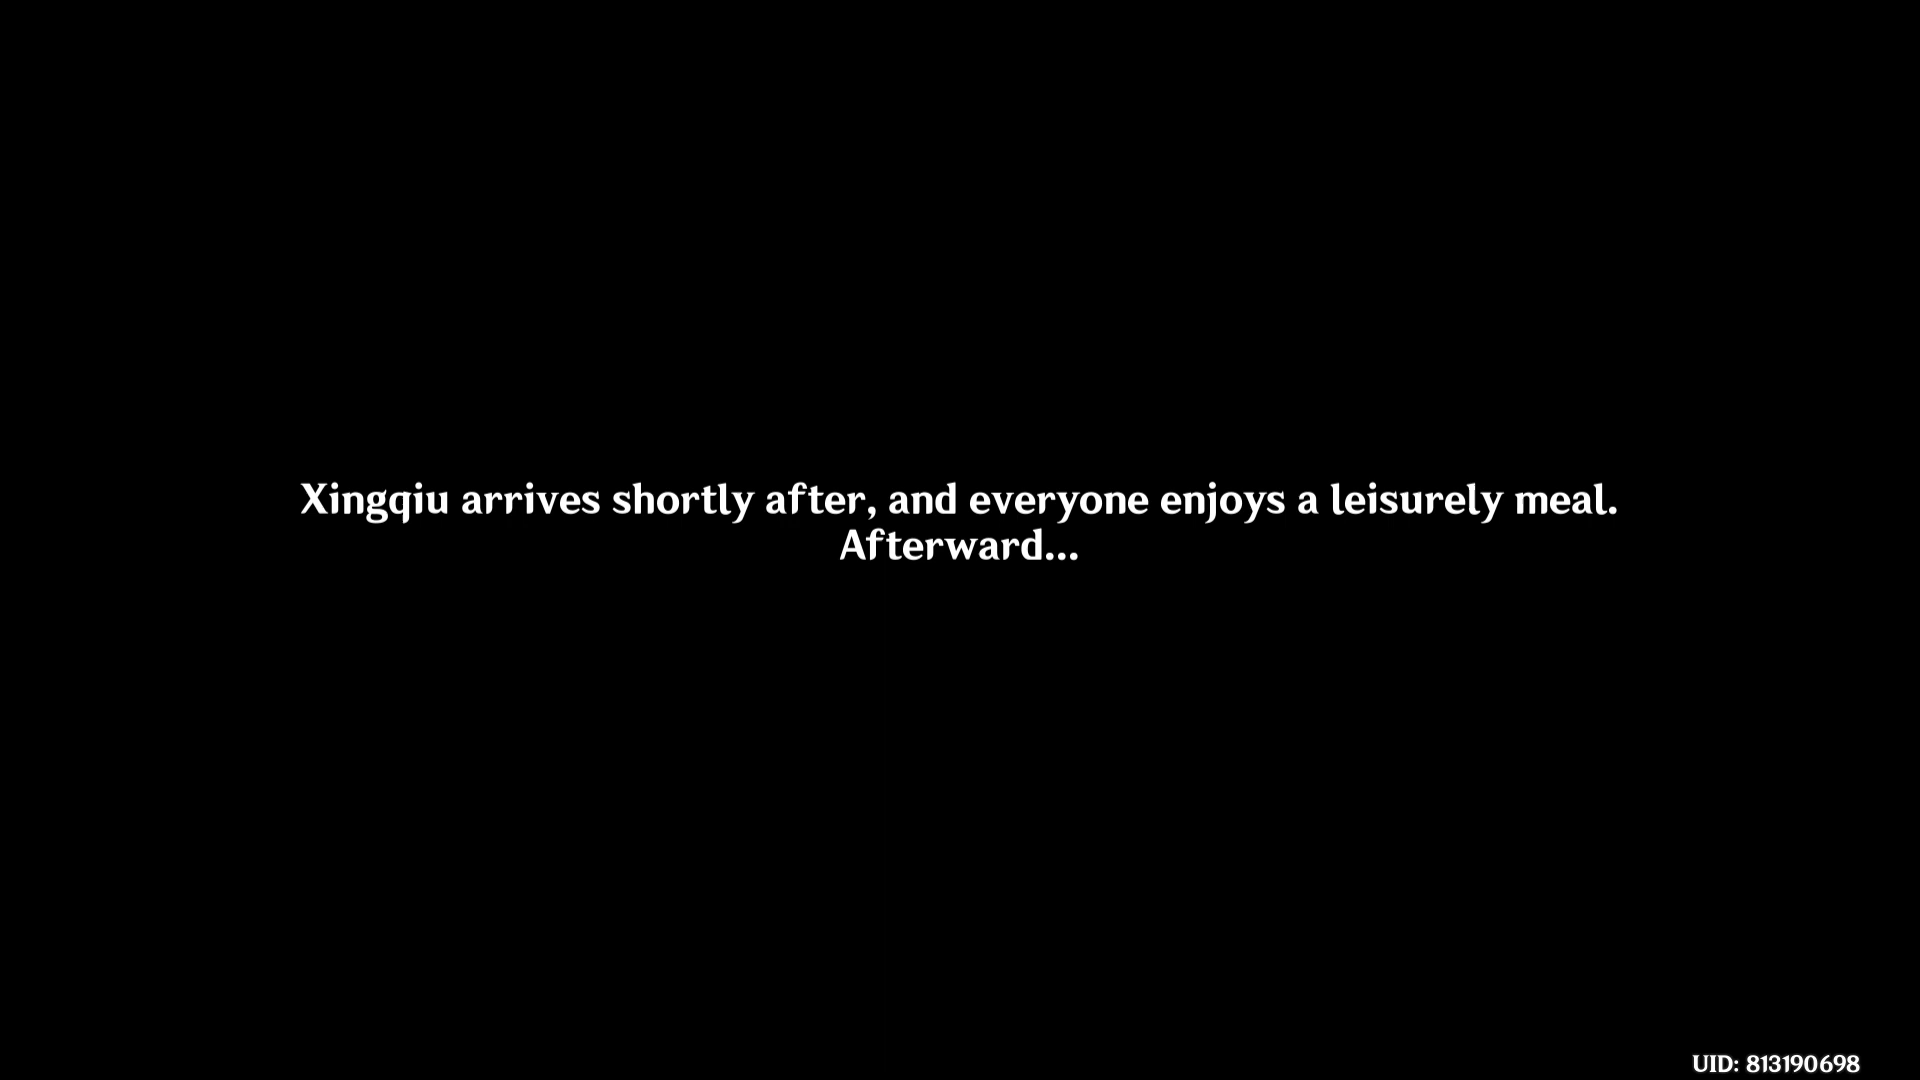 Xingqiu arrives shortly after, and everyone enjoys a leisurely meal.
Afterward...
UID: 813190698